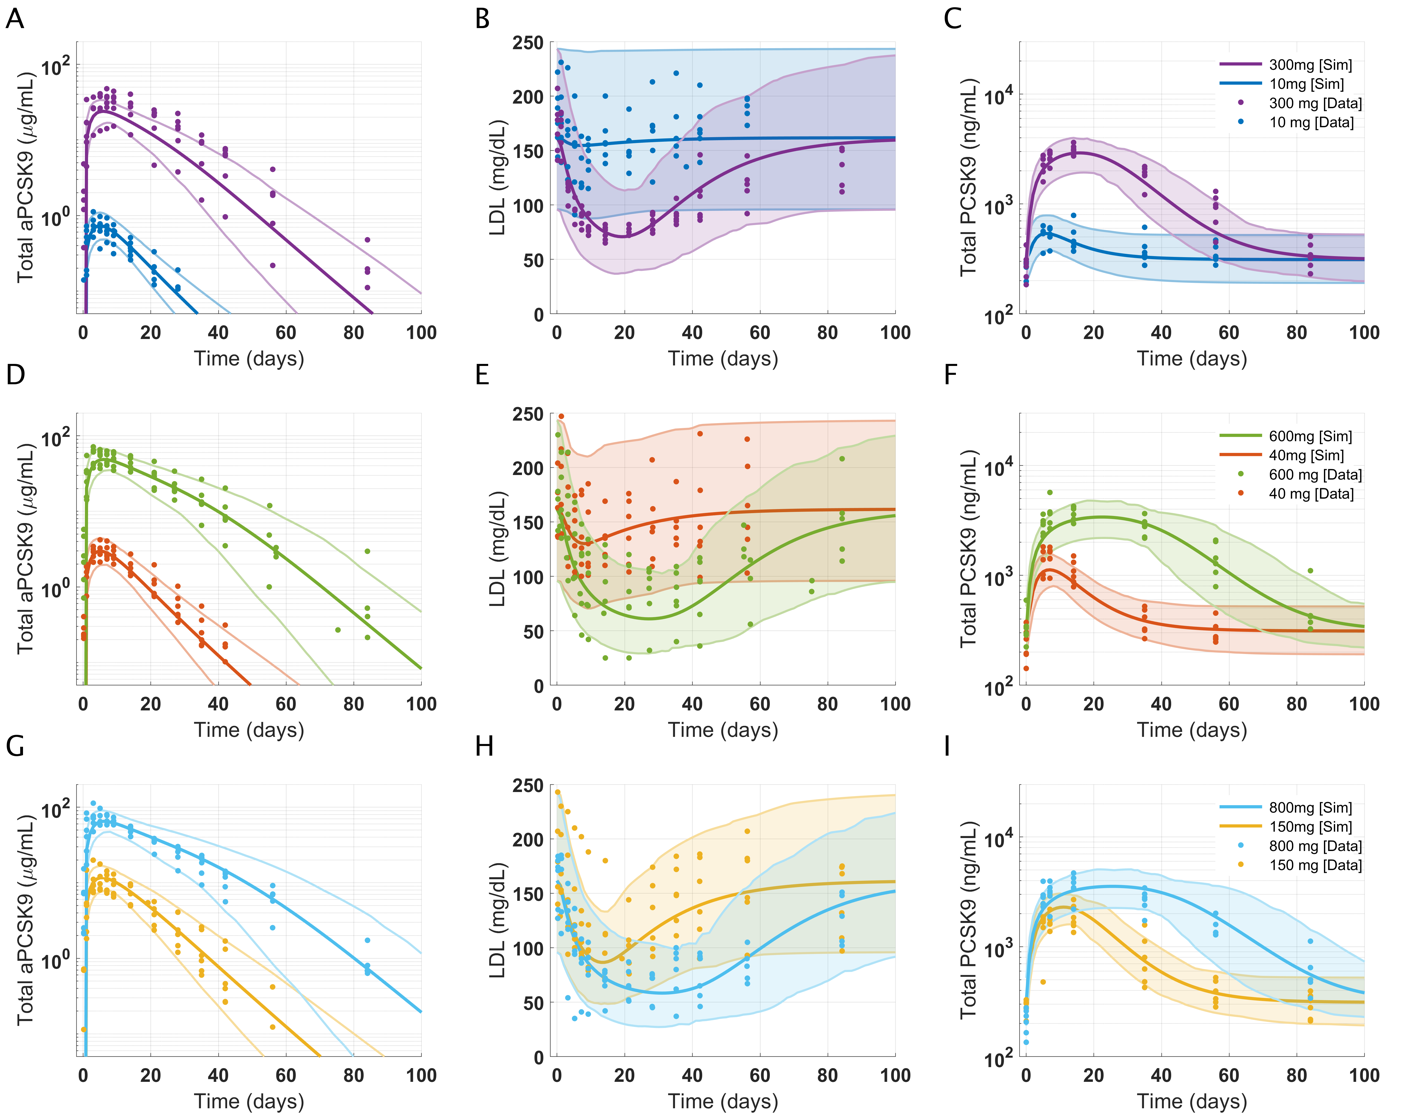 A
B
C
Total aPCSK9 (μg/mL)
10²
10⁰
0 20 40 60 80 100
Time (days)
LDL (mg/dL)
250
200
150
100
50
0
0 20 40 60 80 100
Time (days)
Total PCSK9 (ng/mL)
10⁴
10³
10²
0 20 40 60 80 100
Time (days)
300mg [Sim]
10mg [Sim]
300 mg [Data]
10 mg [Data]
D
E
F
Total aPCSK9 (μg/mL)
10²
10⁰
0 20 40 60 80 100
Time (days)
LDL (mg/dL)
250
200
150
100
50
0
0 20 40 60 80 100
Time (days)
Total PCSK9 (ng/mL)
10⁴
10³
10²
0 20 40 60 80 100
Time (days)
600mg [Sim]
40mg [Sim]
600 mg [Data]
40 mg [Data]
G
H
I
Total aPCSK9 (μg/mL)
10²
10⁰
0 20 40 60 80 100
Time (days)
LDL (mg/dL)
250
200
150
100
50
0
0 20 40 60 80 100
Time (days)
Total PCSK9 (ng/mL)
10⁴
10³
10²
0 20 40 60 80 100
Time (days)
800mg [Sim]
150mg [Sim]
800 mg [Data]
150 mg [Data]